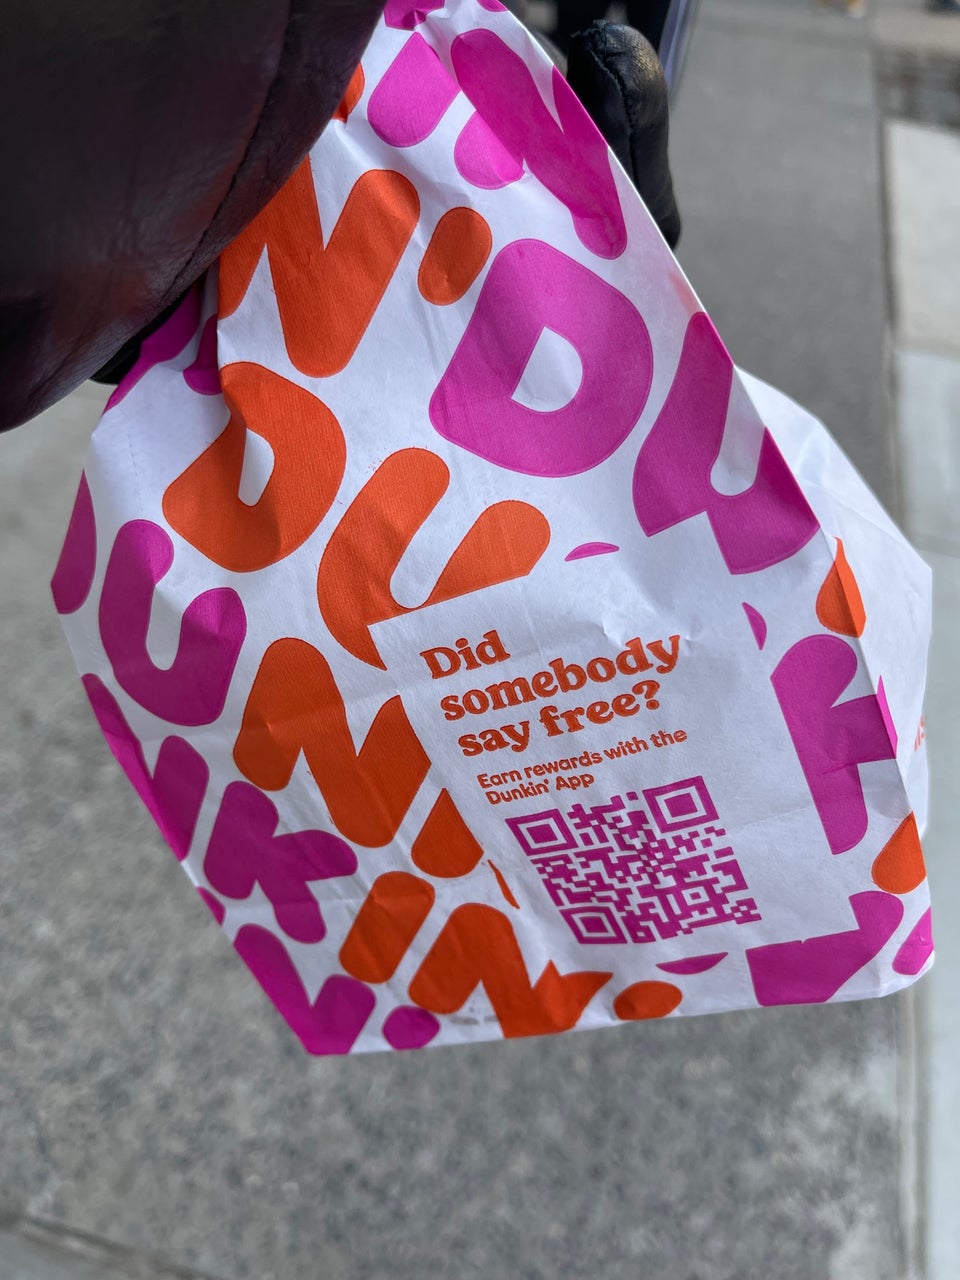 Did
somebody
say free?
Earn rewards with the
Dunkin' App